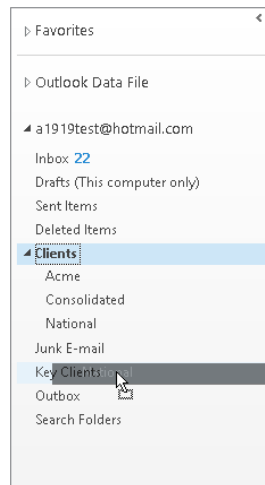 Favorites
Outlook Data File
a1919test@hotmail.com
Inbox 22
Drafts (This computer only)
Sent Items
Deleted Items
Clients
Acme
Consolidated
National
Junk E-mail
Key Clients National
Outbox
Search Folders